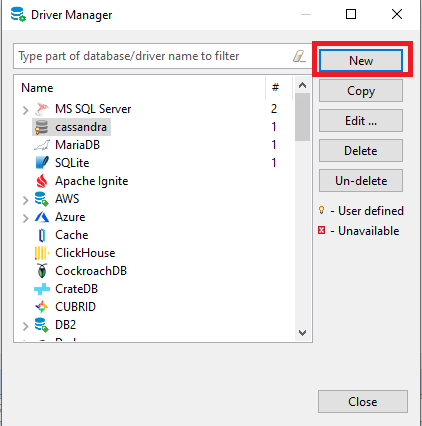 Driver Manager
Type part of database/driver name to filter
New
Name #
MS SQL Server 2
cassandra 1
MariaDB 1
SQLite 1
Apache Ignite
AWS
Azure
Cache
ClickHouse
CockroachDB
CrateDB
CUBRID
DB2
Copy
Edit ...
Delete
Un-delete
- User defined
- Unavailable
Close